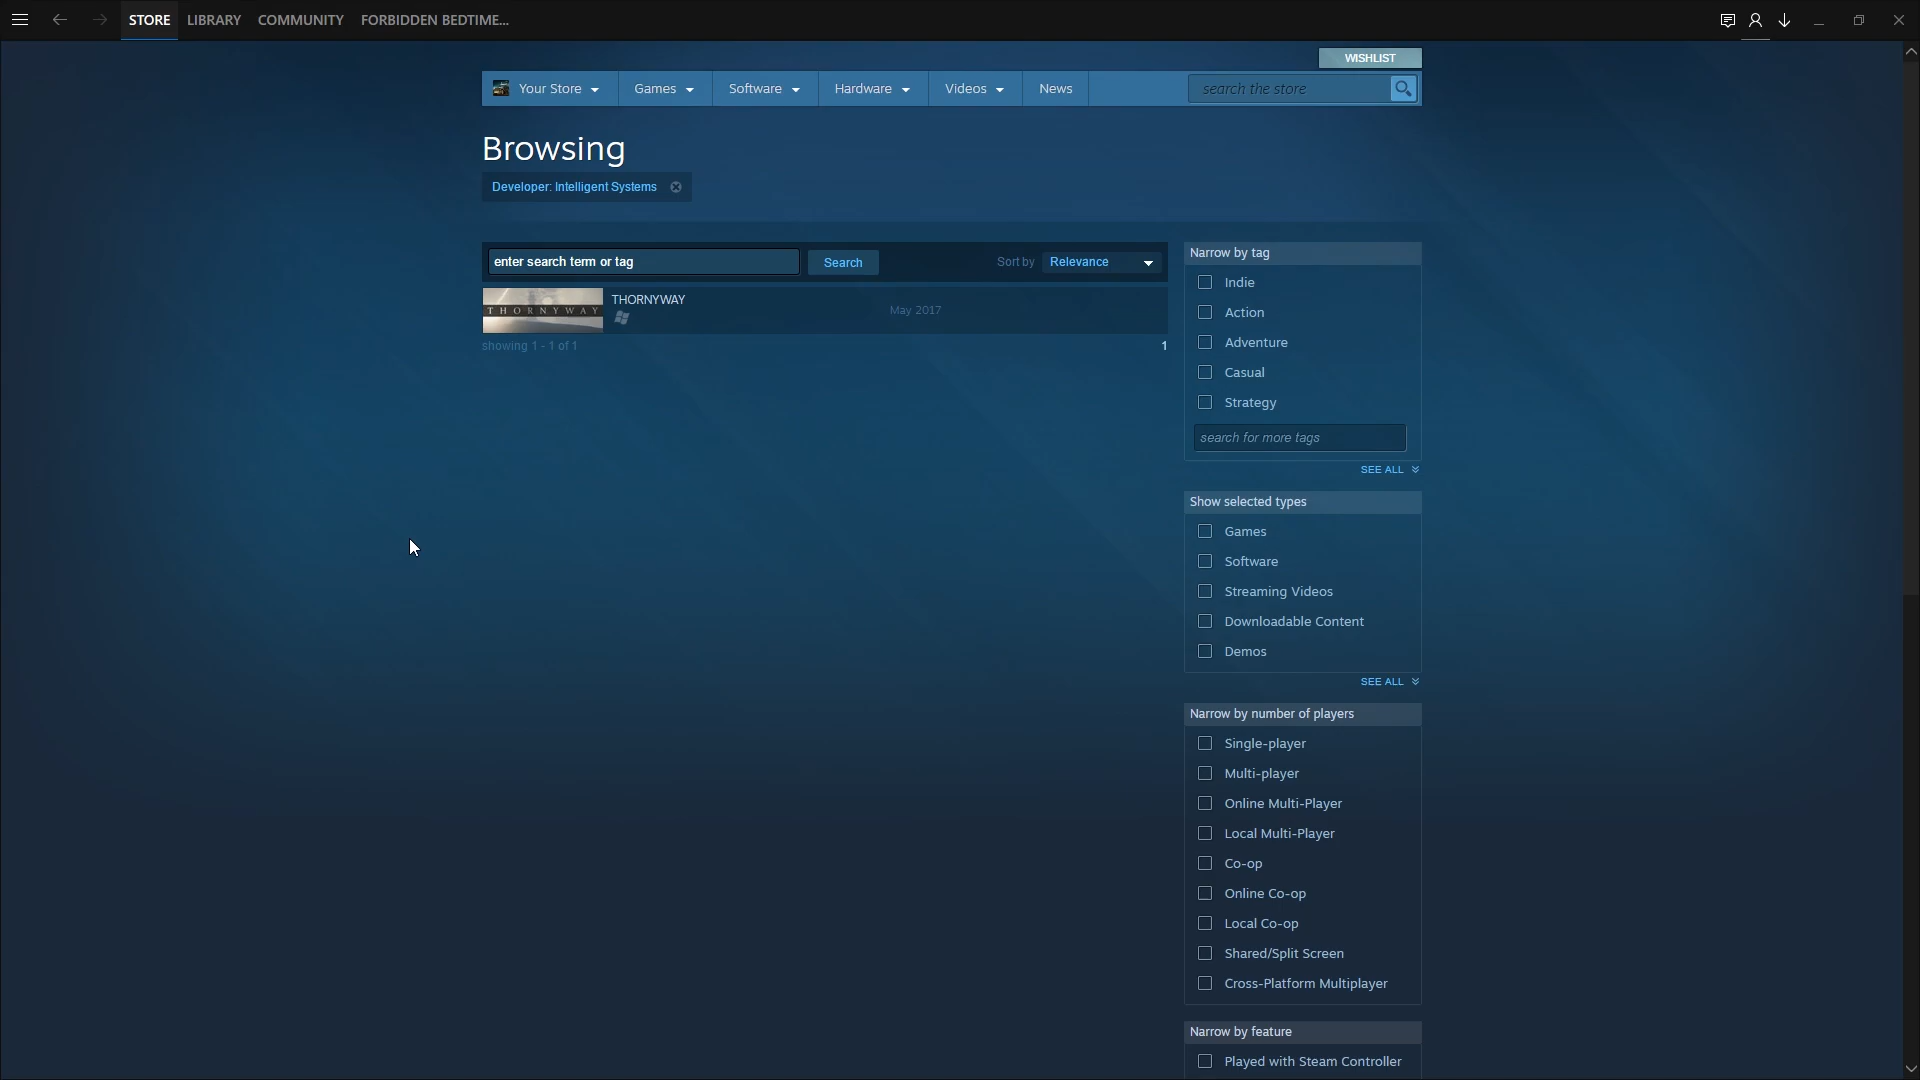 STORE LIBRARY COMMUNITY FORBIDDEN BEDTIME...
WISHLIST
Your Store Games Software Hardware Videos News search the store
Browsing
Developer: Intelligent Systems
enter search term or tag Search Sort by Relevance
THORNYWAY THORNYWAY
May 2017
showing 1 - 1 of 1 1
Narrow by tag
Indie
Action
Adventure
Casual
Strategy
search for more tags
SEE ALL
Show selected types
Games
Software
Streaming Videos
Downloadable Content
Demos
SEE ALL
Narrow by number of players
Single-player
Multi-player
Online Multi-Player
Local Multi-Player
Co-op
Online Co-op
Local Co-op
Shared/Split Screen
Cross-Platform Multiplayer
Narrow by feature
Played with Steam Controller